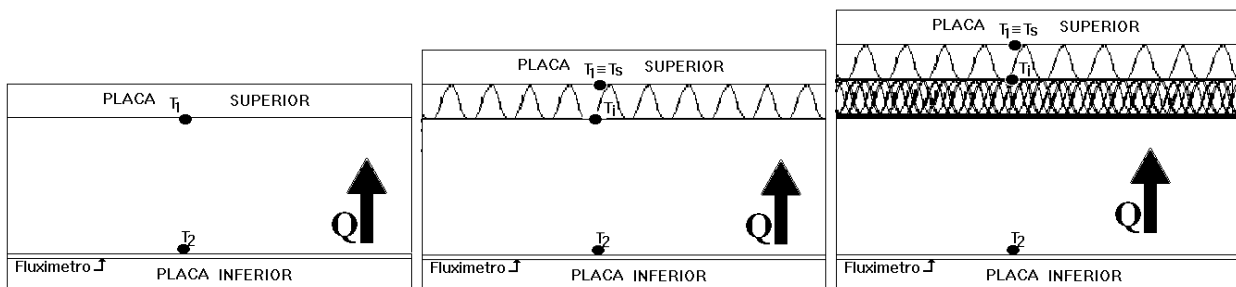 PLACA T1 SUPERIOR
Q
T2
Fluximetro
PLACA INFERIOR
PLACA T1≡Ts SUPERIOR
Ti
Q
T2
Fluximetro
PLACA INFERIOR
PLACA T1≡Ts SUPERIOR
Ti
Q
T2
Fluximetro
PLACA INFERIOR